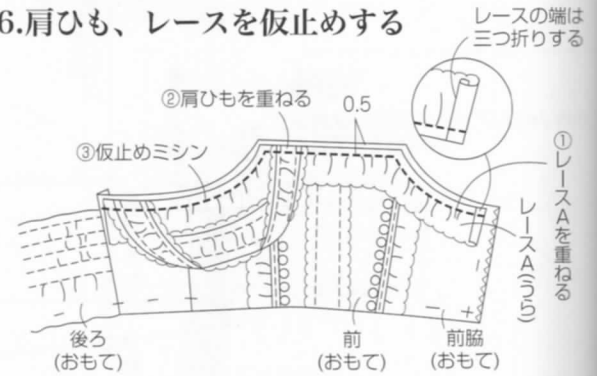 6.肩ひも、レースを仮止めする
レースの端は
三つ折りする
②肩ひもを重ねる
0.5
③仮止めミシン
①レースAを重ねる
レースA(うら)
後ろ
(おもて)
前
(おもて)
前脇
(おもて)